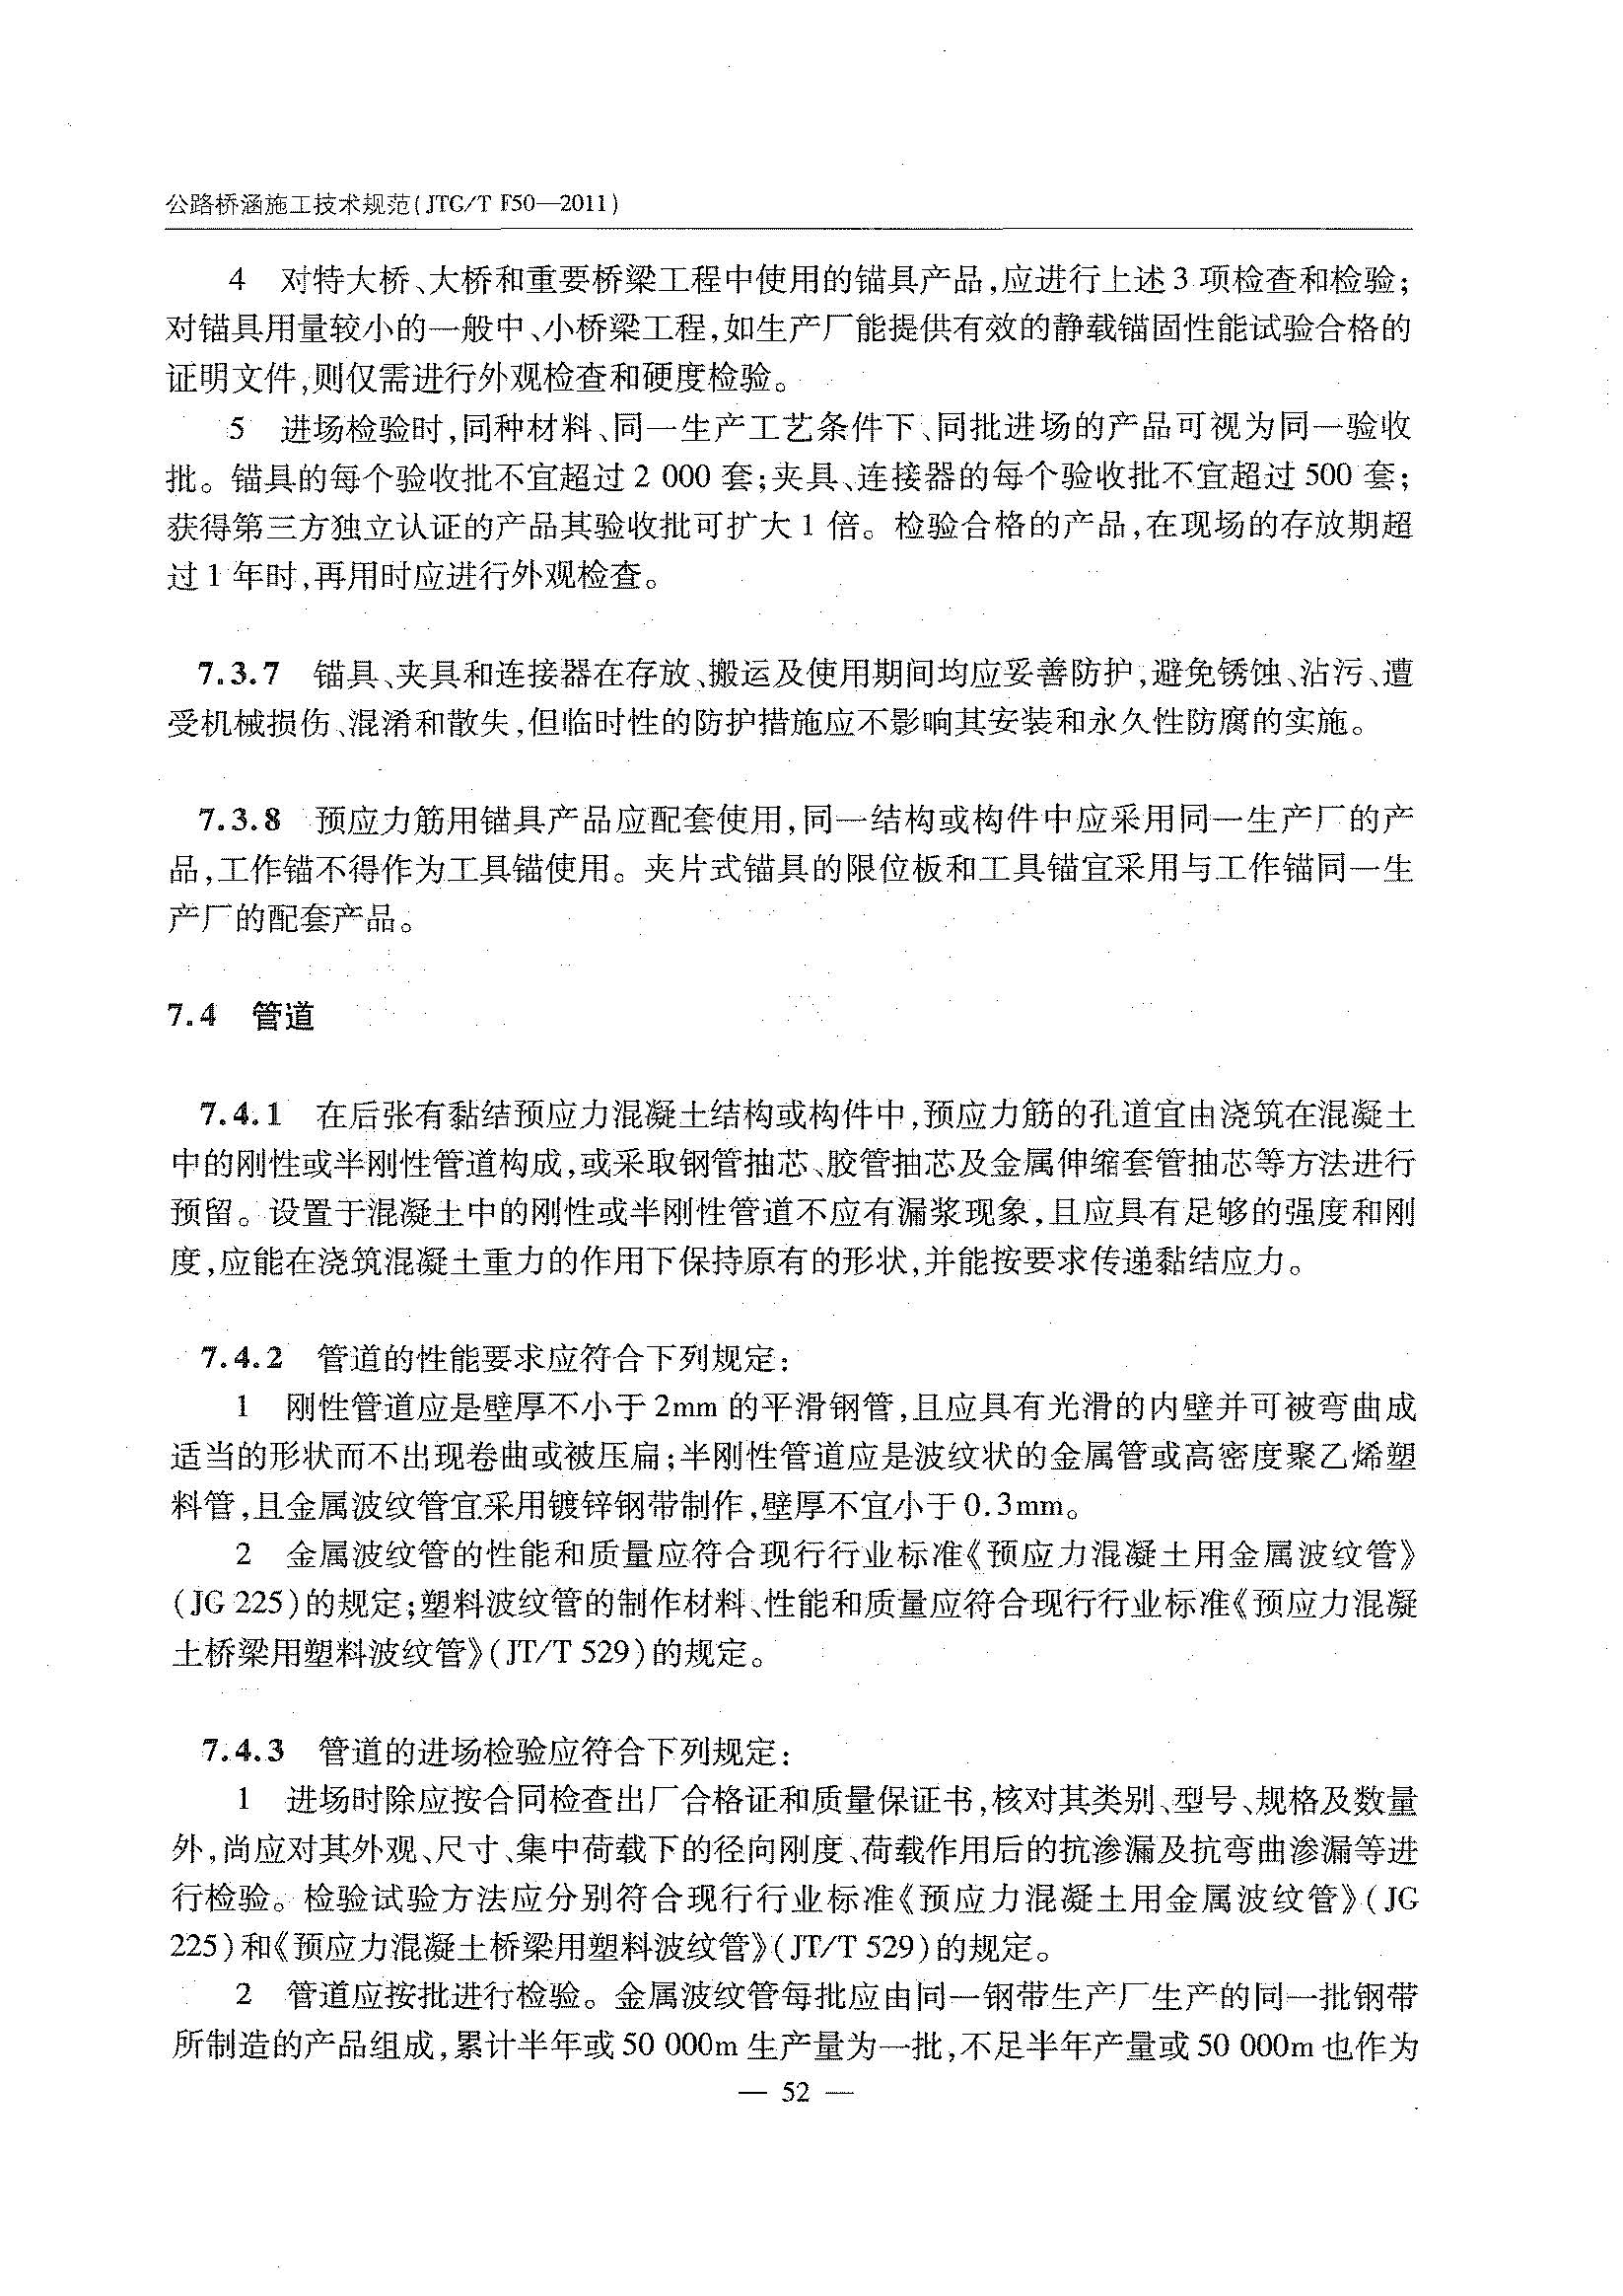 公路桥涵施工技术规范(JTG/T F50—2011)
4 对特大桥、大桥和重要桥梁工程中使用的锚具产品,应进行上述3项检查和检验;
对锚具用量较小的一般中、小桥梁工程,如生产厂能提供有效的静载锚固性能试验合格的
证明文件,则仅需进行外观检查和硬度检验。
5 进场检验时,同种材料、同一生产工艺条件下、同批进场的产品可视为同一验收
批。锚具的每个验收批不宜超过2 000套;夹具、连接器的每个验收批不宜超过500套;
获得第三方独立认证的产品其验收批可扩大1倍。检验合格的产品,在现场的存放期超
过1年时,再用时应进行外观检查。
7.3.7 锚具、夹具和连接器在存放、搬运及使用期间均应妥善防护,避免锈蚀、沾污、遭
受机械损伤、混淆和散失,但临时性的防护措施应不影响其安装和永久性防腐的实施。
7.3.8 预应力筋用锚具产品应配套使用,同一结构或构件中应采用同一生产厂的产
品,工作锚不得作为工具锚使用。夹片式锚具的限位板和工具锚宜采用与工作锚同一生
产厂的配套产品。
7.4 管道
7.4.1 在后张有黏结预应力混凝土结构或构件中,预应力筋的孔道宜由浇筑在混凝土
中的刚性或半刚性管道构成,或采取钢管抽芯、胶管抽芯及金属伸缩套管抽芯等方法进行
预留。设置于混凝土中的刚性或半刚性管道不应有漏浆现象,且应具有足够的强度和刚
度,应能在浇筑混凝土重力的作用下保持原有的形状,并能按要求传递黏结应力。
7.4.2 管道的性能要求应符合下列规定:
1 刚性管道应是壁厚不小于2mm的平滑钢管,且应具有光滑的内壁并可被弯曲成
适当的形状而不出现卷曲或被压扁;半刚性管道应是波纹状的金属管或高密度聚乙烯塑
料管,且金属波纹管宜采用镀锌钢带制作,壁厚不宜小于0.3mm。
2 金属波纹管的性能和质量应符合现行行业标准《预应力混凝土用金属波纹管》
(JG 225)的规定;塑料波纹管的制作材料、性能和质量应符合现行行业标准《预应力混凝
土桥梁用塑料波纹管》(JT/T 529)的规定。
7.4.3 管道的进场检验应符合下列规定:
1 进场时除应按合同检查出厂合格证和质量保证书,核对其类别、型号、规格及数量
外,尚应对其外观、尺寸、集中荷载下的径向刚度、荷载作用后的抗渗漏及抗弯曲渗漏等进
行检验。检验试验方法应分别符合现行行业标准《预应力混凝土用金属波纹管》(JG
225)和《预应力混凝土桥梁用塑料波纹管》(JT/T 529)的规定。
2 管道应按批进行检验。金属波纹管每批应由同一钢带生产厂生产的同一批钢带
所制造的产品组成,累计半年或50 000m生产量为一批,不足半年产量或50 000m也作为
— 52 —